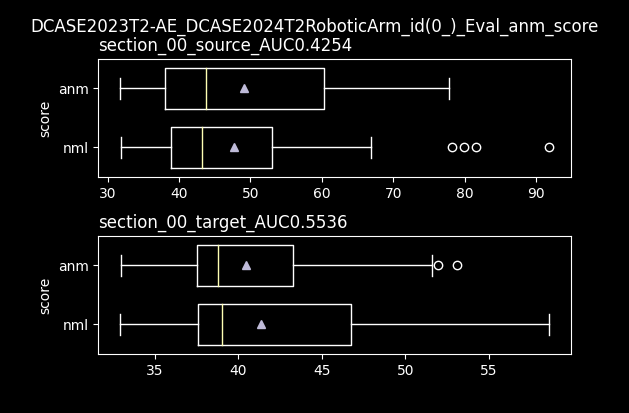 DCASE2023T2-AE_DCASE2024T2RoboticArm_id(0_)_Eval_anm_score
section_00_source_AUC0.4254
anm
nml
score
30 40 50 60 70 80 90
section_00_target_AUC0.5536
anm
nml
score
35 40 45 50 55